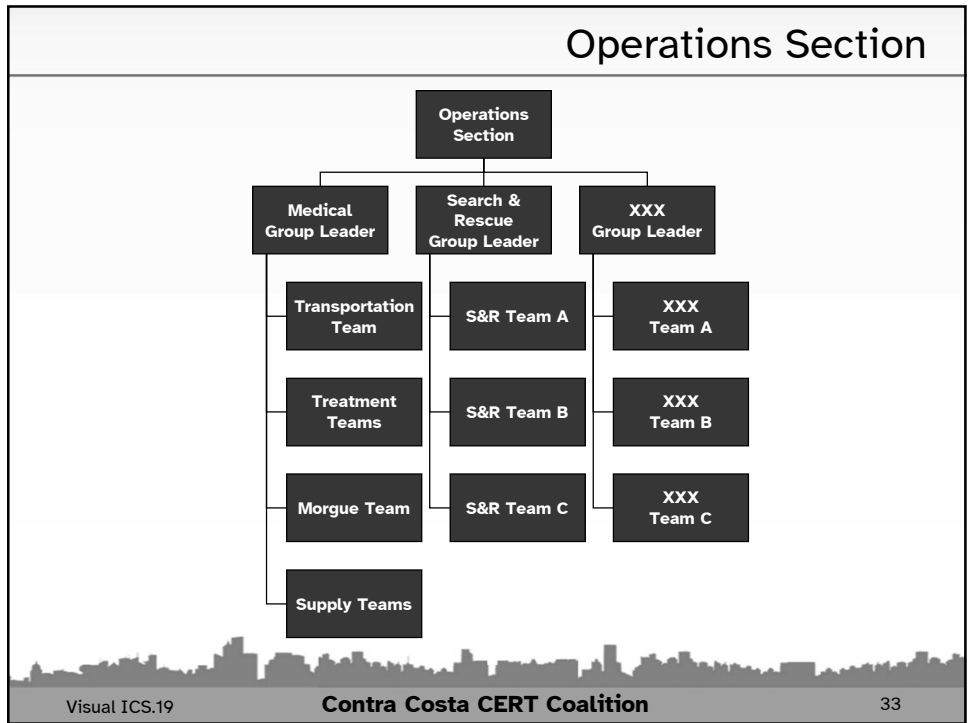 Operations Section
Operations
Section
Medical
Group Leader
Search &
Rescue
Group Leader
XXX
Group Leader
Transportation
Team
S&R Team A
XXX
Team A
Treatment
Teams
S&R Team B
XXX
Team B
Morgue Team
S&R Team C
XXX
Team C
Supply Teams
Visual ICS.19
Contra Costa CERT Coalition
33